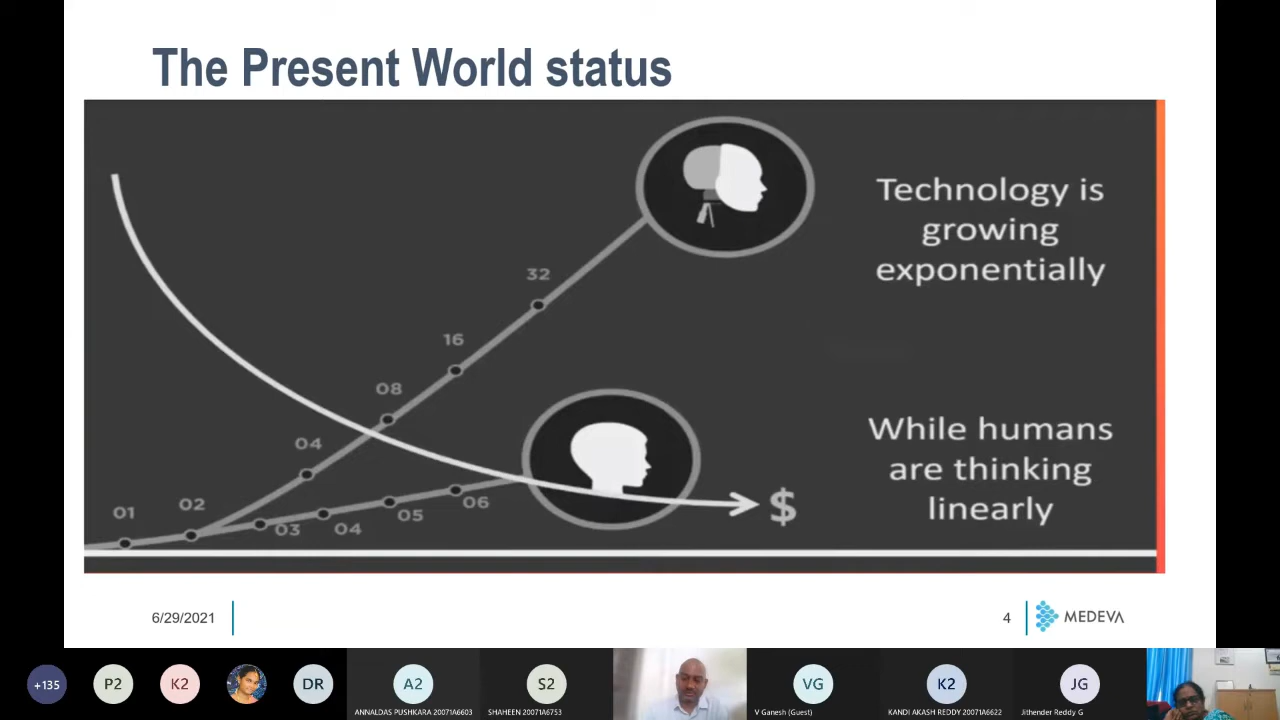 The Present World status
Technology is
growing
exponentially
32
16
08
04
02
01
03
04
05
06
$
While humans
are thinking
linearly
6/29/2021
4
MEDEVA
+135
P2
K2
DR
A2
ANNALDAS PUSHKARA 20071A6603
S2
SHAHEEN 20071A6753
VG
V Ganesh (Guest)
K2
KANDI AKASH REDDY 20071A6622
JG
Jithender Reddy G